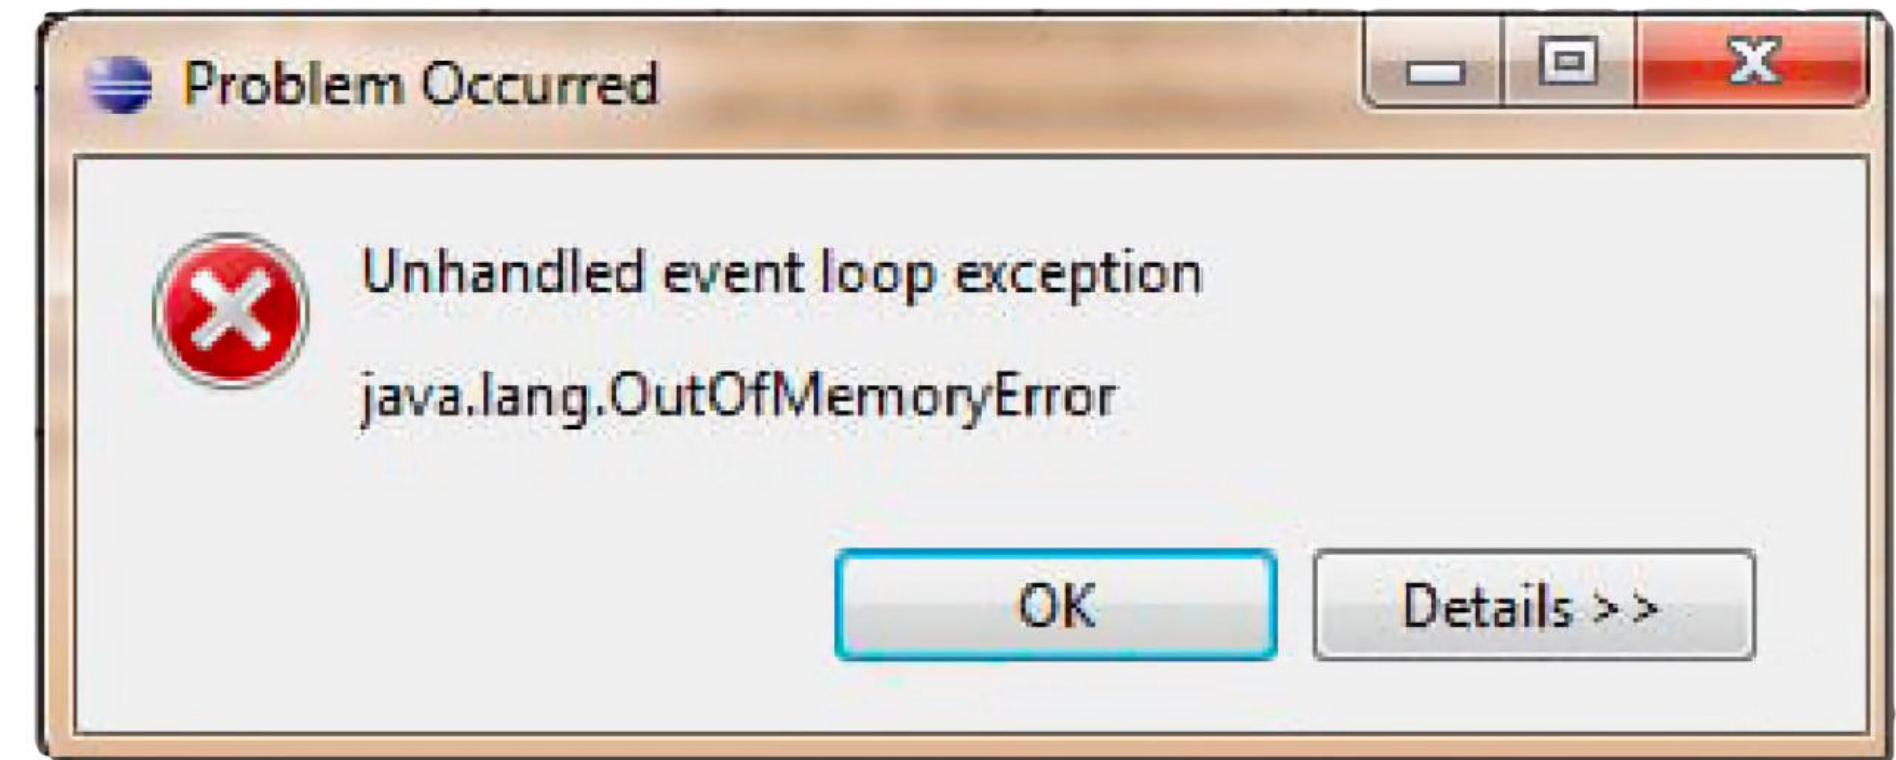 Problem Occurred
Unhandled event loop exception
java.lang.OutOfMemoryError
OK
Details >>